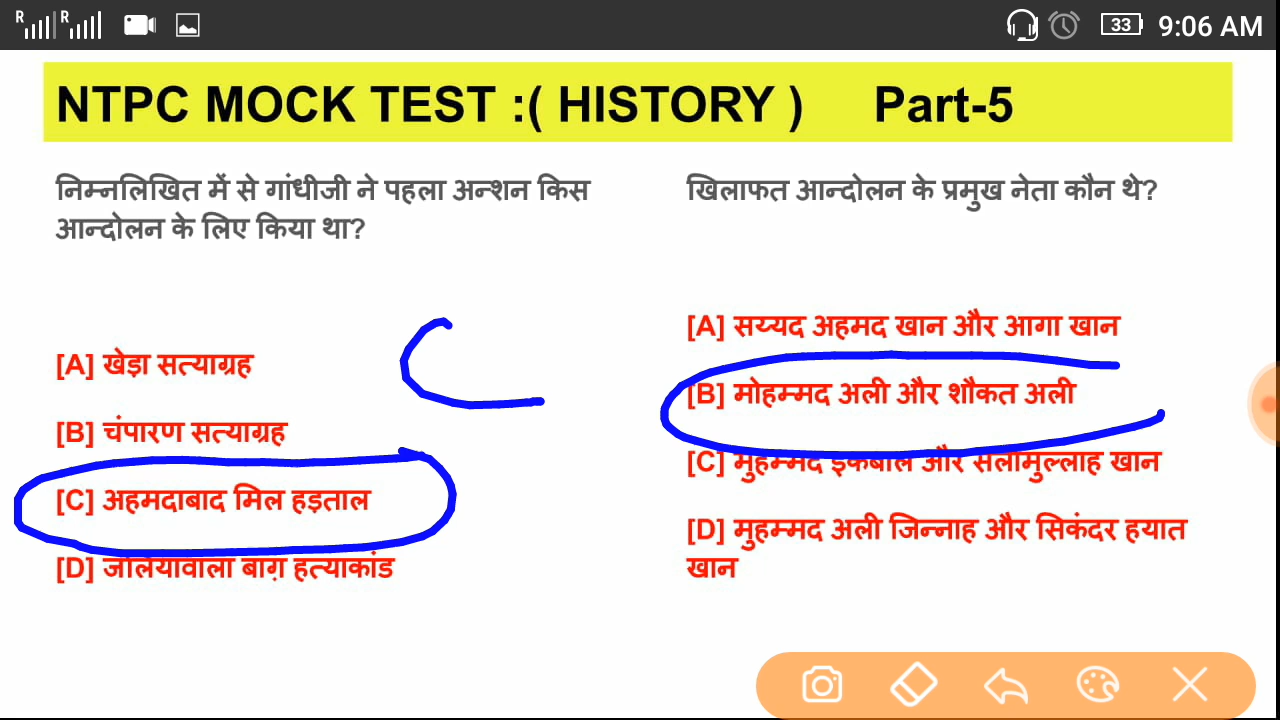 R R 33 9:06 AM
NTPC MOCK TEST :( HISTORY ) Part-5
निम्नलिखित में से गांधीजी ने पहला अन्शन किस
आन्दोलन के लिए किया था?
[A] खेड़ा सत्याग्रह
[B] चंपारण सत्याग्रह
[C] अहमदाबाद मिल हड़ताल
[D] जलियांवाला बाग़ हत्याकांड
खिलाफत आन्दोलन के प्रमुख नेता कौन थे?
[A] सय्यद अहमद खान और आगा खान
[B] मोहम्मद अली और शौकत अली
[C] मुहम्मद इकबाल और सलीमुल्लाह खान
[D] मुहम्मद अली जिन्नाह और सिकंदर हयात
खान